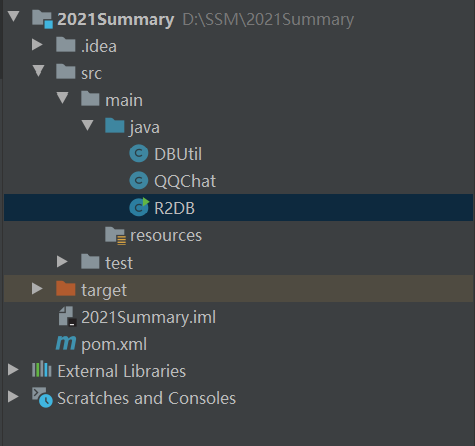 2021Summary D:\SSM\2021Summary
.idea
src
main
java
DBUtil
QQChat
R2DB
resources
test
target
2021Summary.iml
pom.xml
External Libraries
Scratches and Consoles